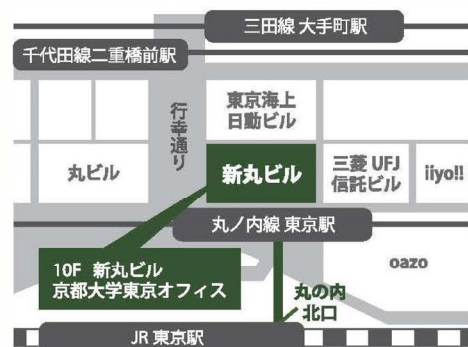 三田線 大手町駅
千代田線二重橋前駅
行幸通り
東京海上
日動ビル
丸ビル
新丸ビル
三菱 UFJ
信託ビル
iiyo!!
丸ノ内線 東京駅
10F 新丸ビル
京都大学東京オフィス
oazo
丸の内
北口
JR 東京駅